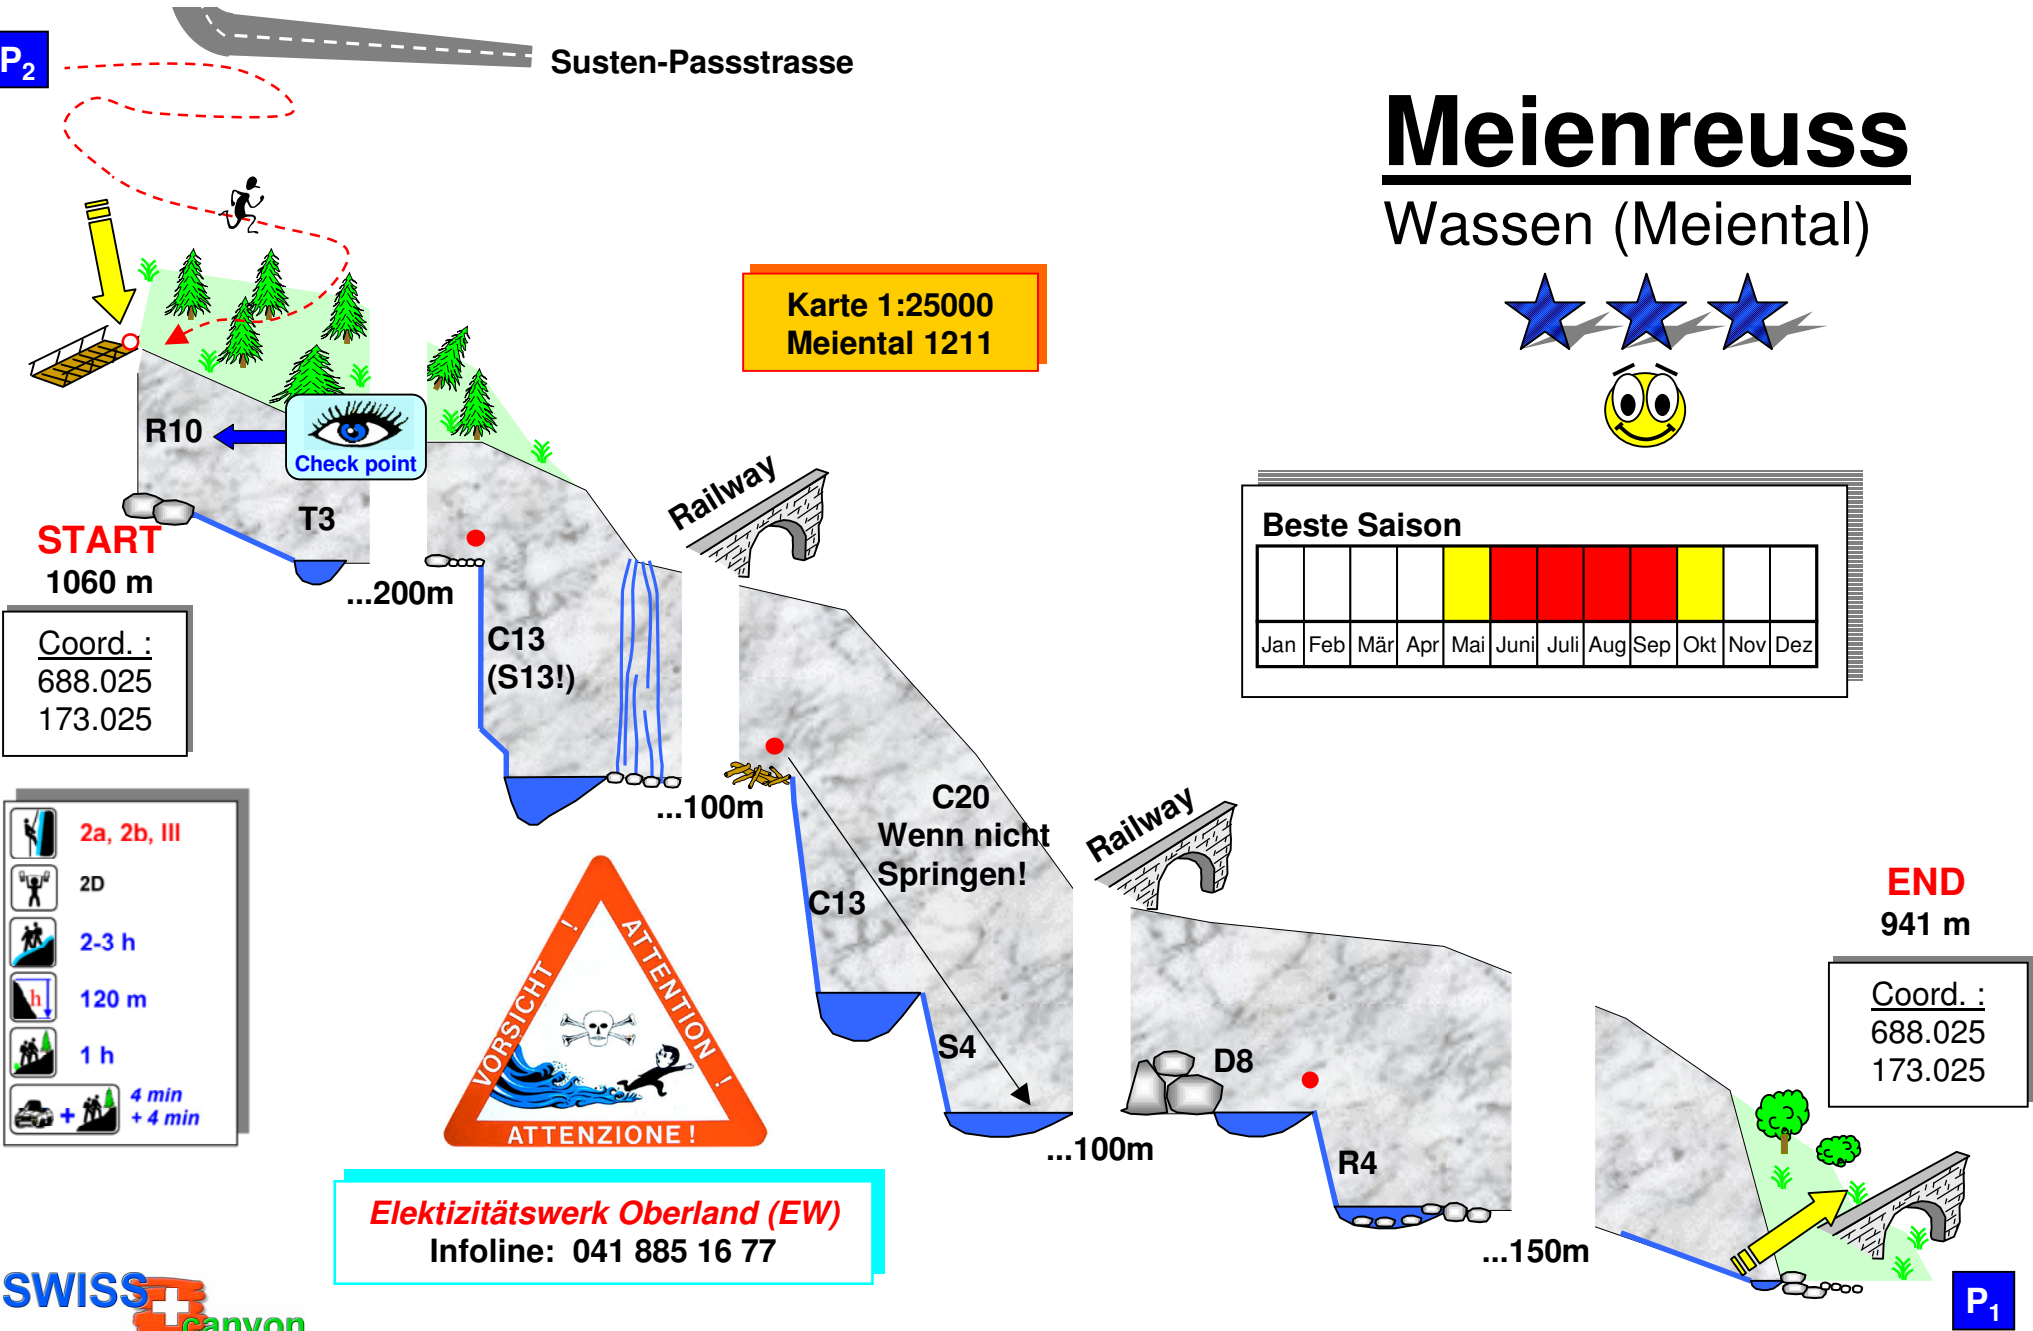 P2
Susten-Passstrasse
Meienreuss
Wassen (Meiental)
Karte 1:25000
Meiental 1211
R10
Check point
T3
START
1060 m
...200m
Coord. :
688.025
173.025
C13
(S13!)
Railway
...100m
Beste Saison
Jan Feb Mär Apr Mai Juni Juli Aug Sep Okt Nov Dez
C20
Wenn nicht
Springen!
C13
S4
Railway
...100m
2a, 2b, III
2D
2-3 h
h
120 m
1 h
+
4 min
+ 4 min
VORSICHT !
ATTENTION !
ATTENZIONE !
Elektizitätswerk Oberland (EW)
Infoline: 041 885 16 77
D8
R4
...150m
END
941 m
Coord. :
688.025
173.025
P1
SWISS
canyon